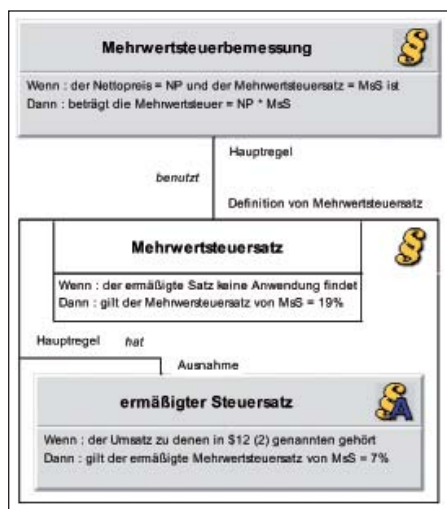 Mehrwertsteuerbemessung
Wenn : der Nettopreis = NP und der Mehrwertsteuersatz = MsS ist
Dann : beträgt die Mehrwertsteuer = NP * MsS
Hauptregel
benutzt
Definition von Mehrwertsteuersatz
Mehrwertsteuersatz
Wenn : der ermäßigte Satz keine Anwendung findet
Dann : gilt der Mehrwersteuersatz von MsS = 19%
Hauptregel hat
Ausnahme
ermäßigter Steuersatz
Wenn : der Umsatz zu denen in $12 (2) genannten gehört
Dann : gilt der ermäßigte Mehrwertsteuersatz von MsS = 7%